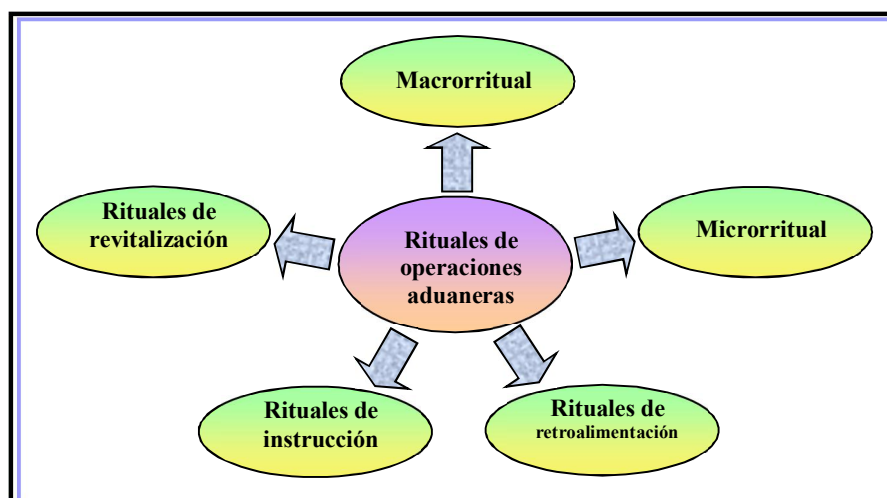 Macrorritual
Rituales de
revitalización
Microrritual
Rituales de
operaciones
aduaneras
Rituales de
instrucción
Rituales de
retroalimentación